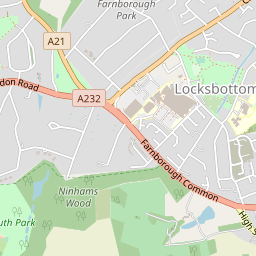 Farnborough
Park
A21
don Road
Locksbottom
A232
Farnborough Common
Ninhams
Wood
uth Park
High S